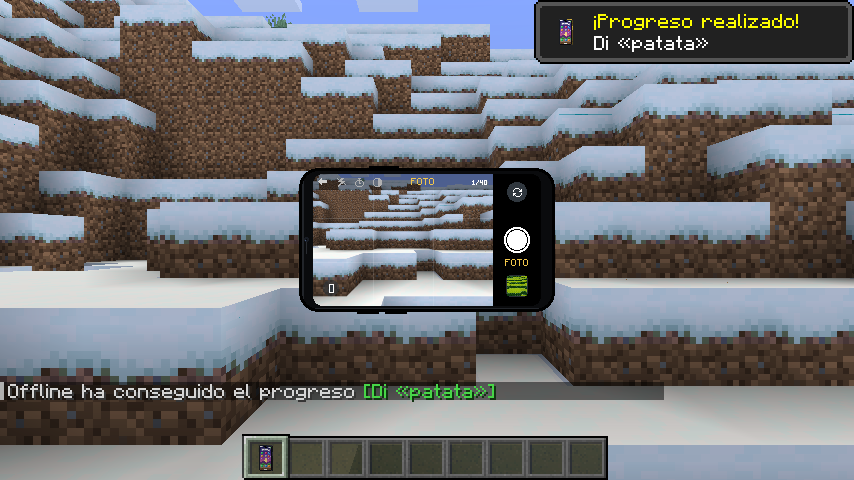 ¡Progreso realizado!
Di «patata»
FOTO
1/40
FOTO
Offline ha conseguido el progreso [Di «patata»]